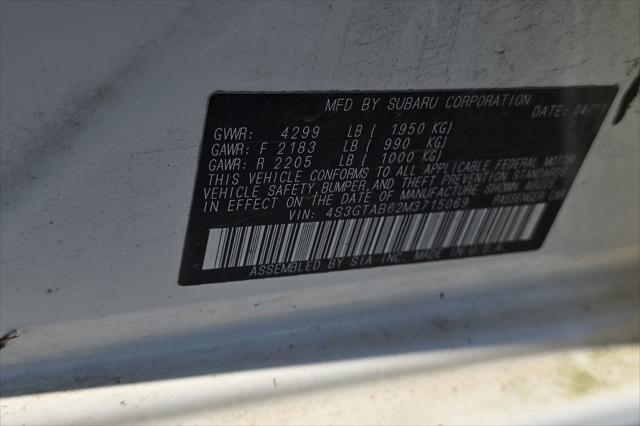 MFD BY SUBARU CORPORATION
DATE:
GVWR: 4299 LB ( 1950 KG)
GAWR: F 2183 LB ( 990 KG)
GAWR: R 2205 LB ( 1000 KG)
THIS VEHICLE CONFORMS TO ALL APPLICABLE FEDERAL MOTOR
VEHICLE SAFETY, BUMPER, AND THEFT PREVENTION STANDARDS
IN EFFECT ON THE DATE OF MANUFACTURE SHOWN ABOVE
VIN: 4S3GTAB62M3715069 PASSENGER
ASSEMBLED BY SIA INC. MADE IN U.S.A.